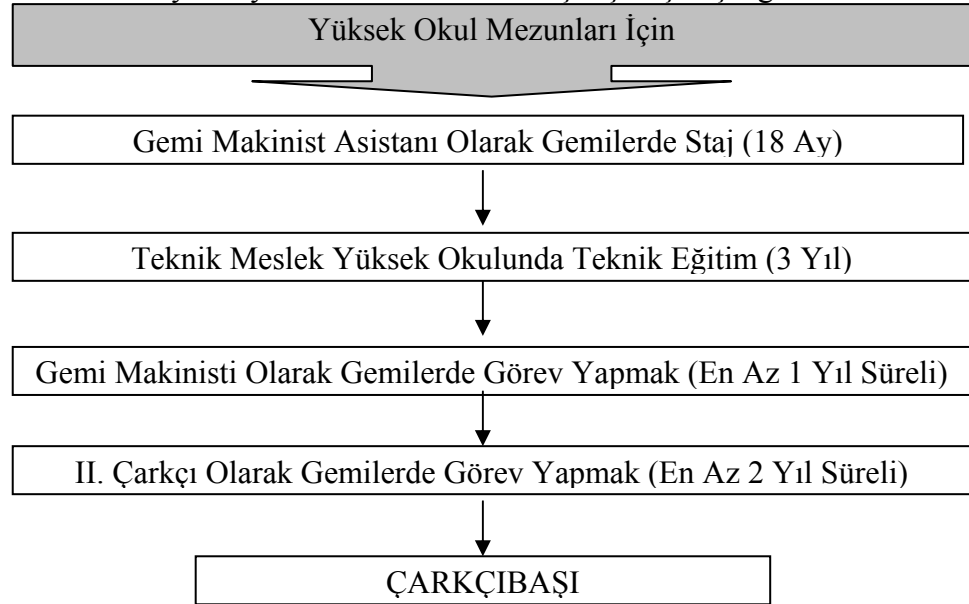 Yüksek Okul Mezunları İçin
Gemi Makinist Asistanı Olarak Gemilerde Staj (18 Ay)
Teknik Meslek Yüksek Okulunda Teknik Eğitim (3 Yıl)
Gemi Makinisti Olarak Gemilerde Görev Yapmak (En Az 1 Yıl Süreli)
II. Çarkçı Olarak Gemilerde Görev Yapmak (En Az 2 Yıl Süreli)
ÇARKÇIBAŞI